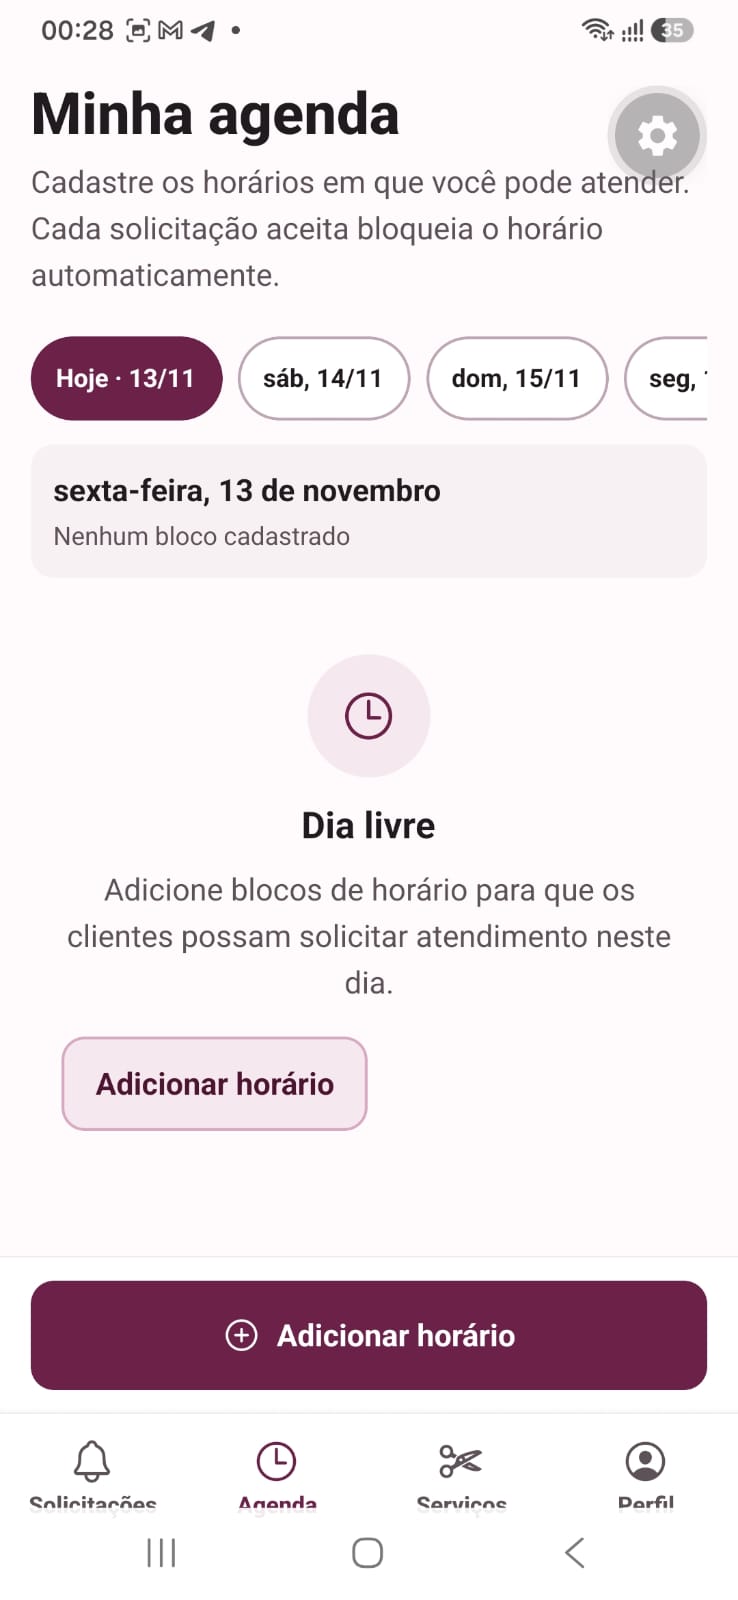 00:28
35
Minha agenda
Cadastre os horários em que você pode atender.
Cada solicitação aceita bloqueia o horário
automaticamente.
Hoje · 13/11
sáb, 14/11
dom, 15/11
seg,
sexta-feira, 13 de novembro
Nenhum bloco cadastrado
Dia livre
Adicione blocos de horário para que os
clientes possam solicitar atendimento neste
dia.
Adicionar horário
Adicionar horário
Solicitações
Agenda
Serviços
Perfil